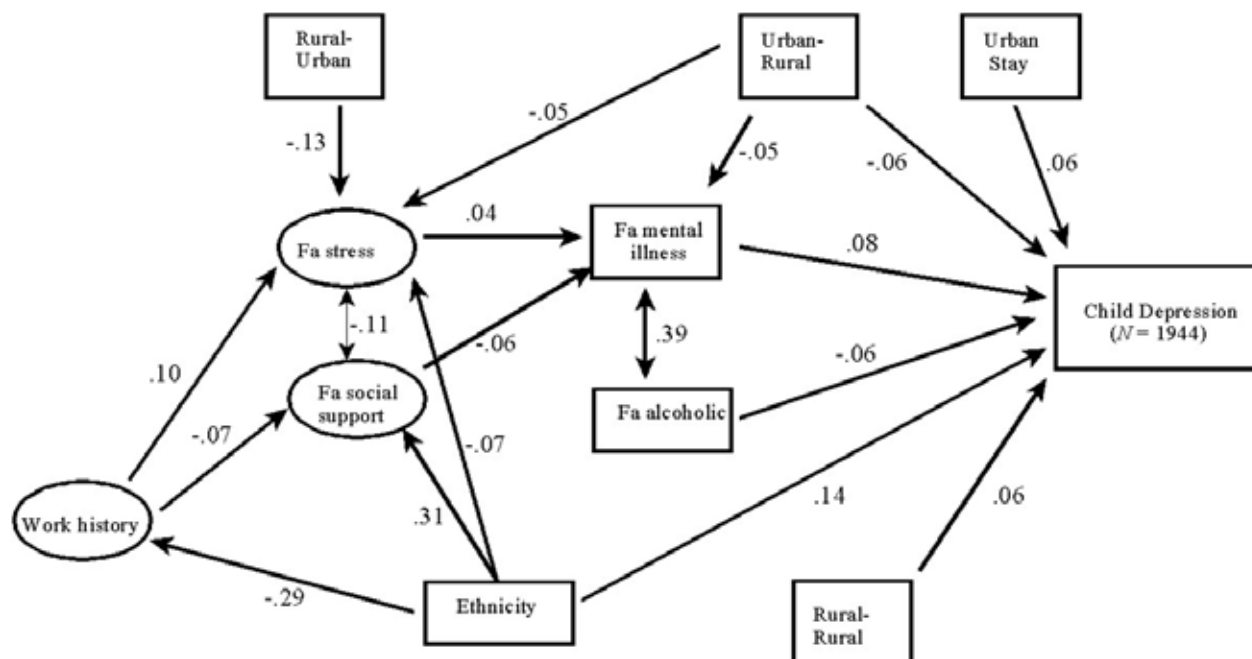 Rural-
Urban
Urban-
Rural
Urban
Stay
-.13
-.05
-.05
-.06
.06
Fa stress
.04
Fa mental
illness
.08
Child Depression
(N = 1944)
-.11
-.06
.39
-.06
.10
Fa social
support
Fa alcoholic
-.07
-.07
.14
.06
Work history
.31
-.29
Ethnicity
Rural-
Rural